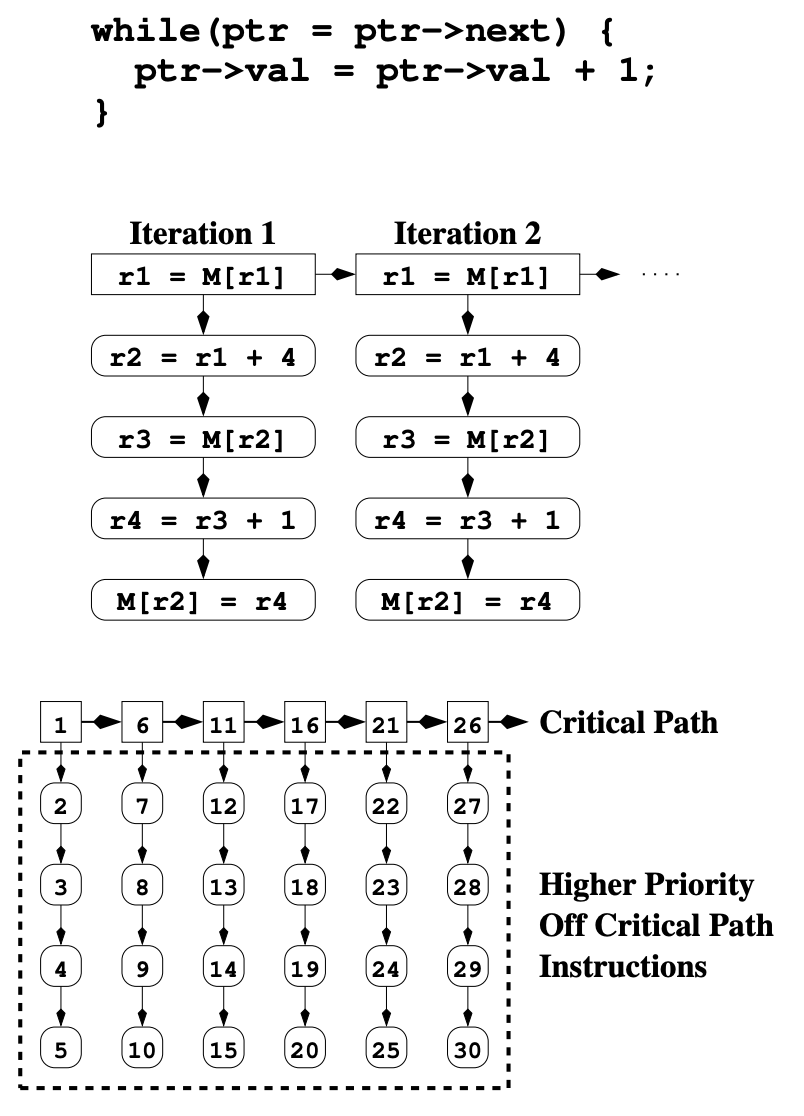 while(ptr = ptr->next) {
ptr->val = ptr->val + 1;
}
Iteration 1 Iteration 2
r1 = M[r1] r1 = M[r1] ....
r2 = r1 + 4 r2 = r1 + 4
r3 = M[r2] r3 = M[r2]
r4 = r3 + 1 r4 = r3 + 1
M[r2] = r4 M[r2] = r4
1 6 11 16 21 26 Critical Path
2 7 12 17 22 27
3 8 13 18 23 28 Higher Priority
Off Critical Path
4 9 14 19 24 29 Instructions
5 10 15 20 25 30